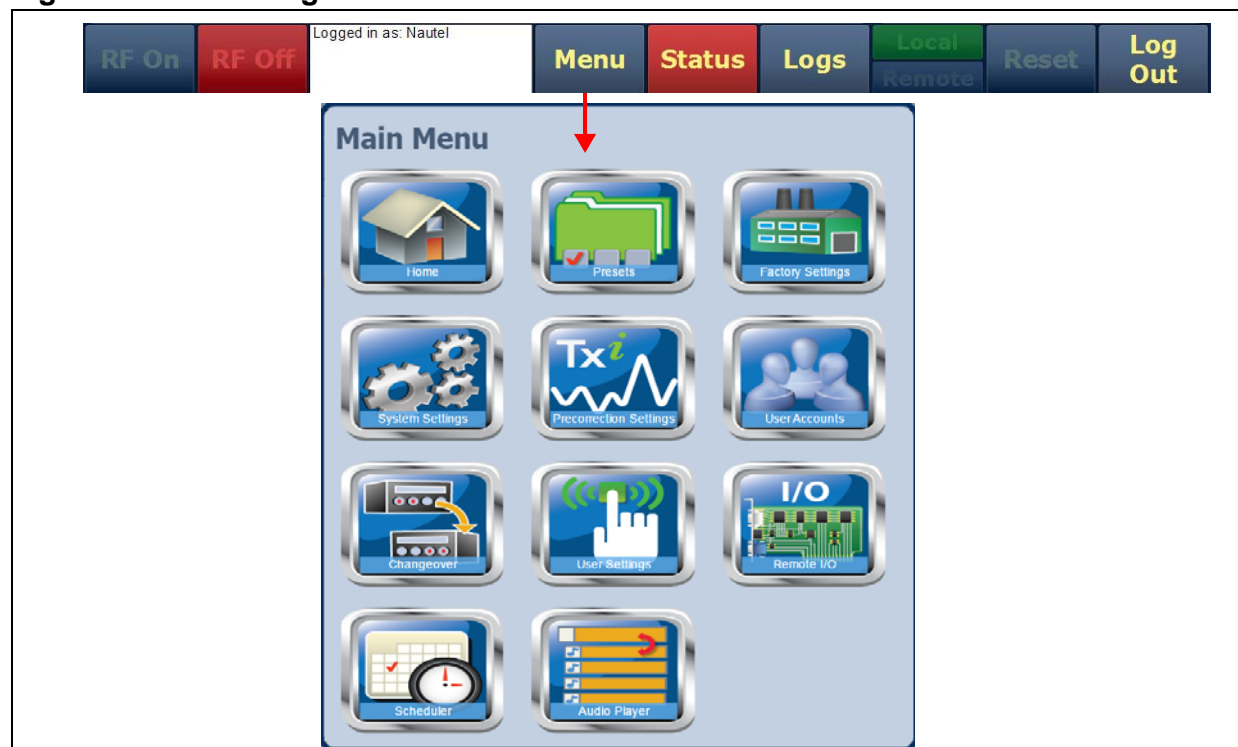 Logged in as: Nautel
RF On
RF Off
Menu
Status
Logs
Local
Remote
Reset
Log
Out
Main Menu
Home
Presets
Factory Settings
System Settings
Txi
Precorrection Settings
User Accounts
Changeover
User Settings
I/O
Remote I/O
Scheduler
Audio Player